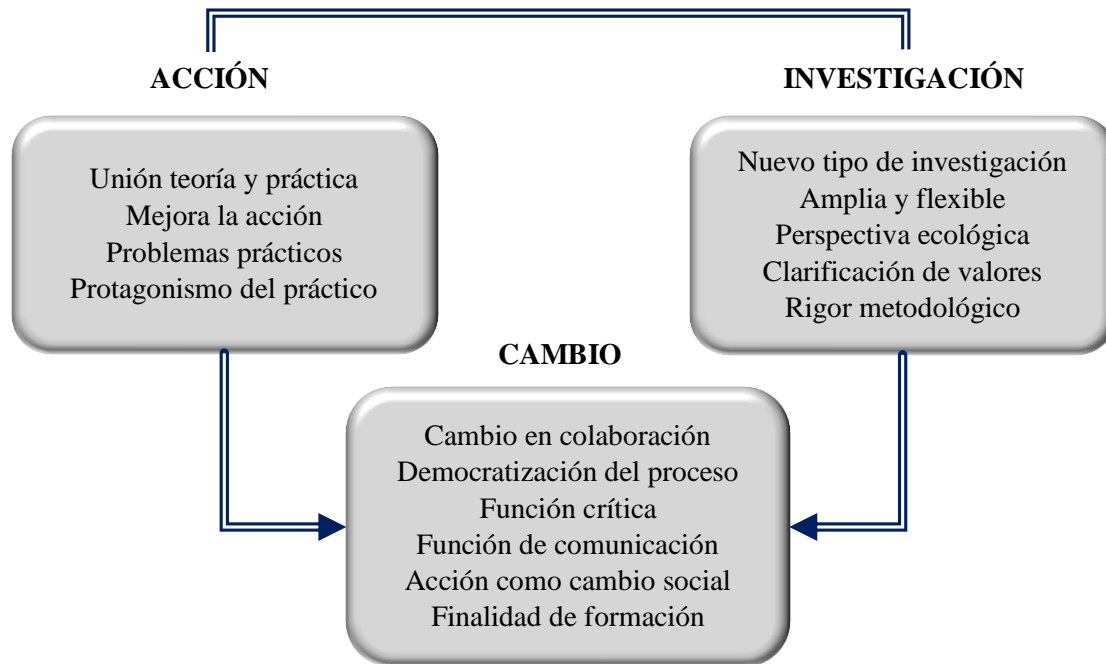 ACCIÓN
Unión teoría y práctica
Mejora la acción
Problemas prácticos
Protagonismo del práctico
INVESTIGACIÓN
Nuevo tipo de investigación
Amplia y flexible
Perspectiva ecológica
Clarificación de valores
Rigor metodológico
CAMBIO
Cambio en colaboración
Democratización del proceso
Función crítica
Función de comunicación
Acción como cambio social
Finalidad de formación